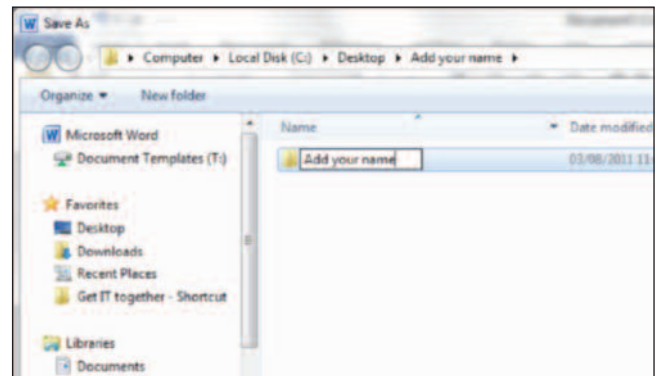 Save As
Computer Local Disk (C:) Desktop Add your name
Organize New folder
Name Date modified
Microsoft Word
Document Templates (T:)
Add your name 03/08/2011 11:
Favorites
Desktop
Downloads
Recent Places
Get IT together - Shortcut
Libraries
Documents